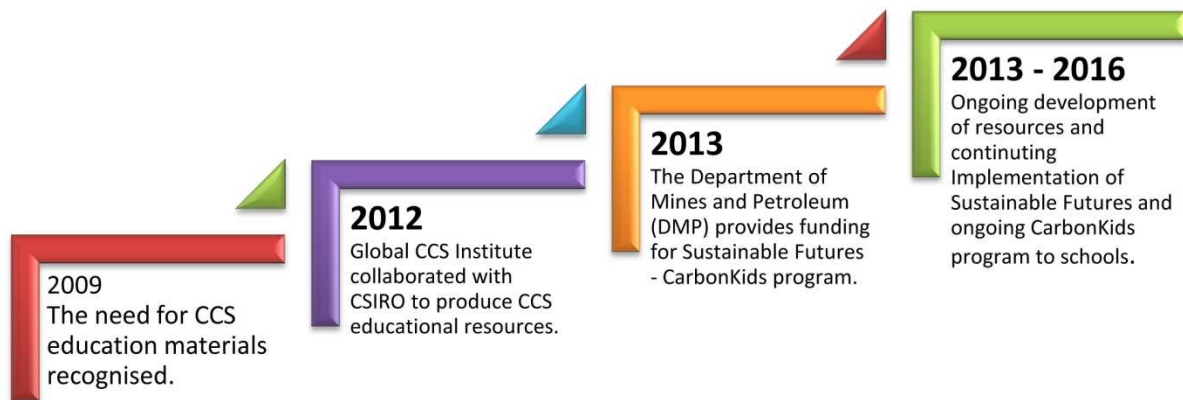 2009
The need for CCS
education materials
recognised.
2012
Global CCS Institute
collaborated with
CSIRO to produce CCS
educational resources.
2013
The Department of
Mines and Petroleum
(DMP) provides funding
for Sustainable Futures
- CarbonKids program.
2013 - 2016
Ongoing development
of resources and
continuting
Implementation of
Sustainable Futures and
ongoing CarbonKids
program to schools.